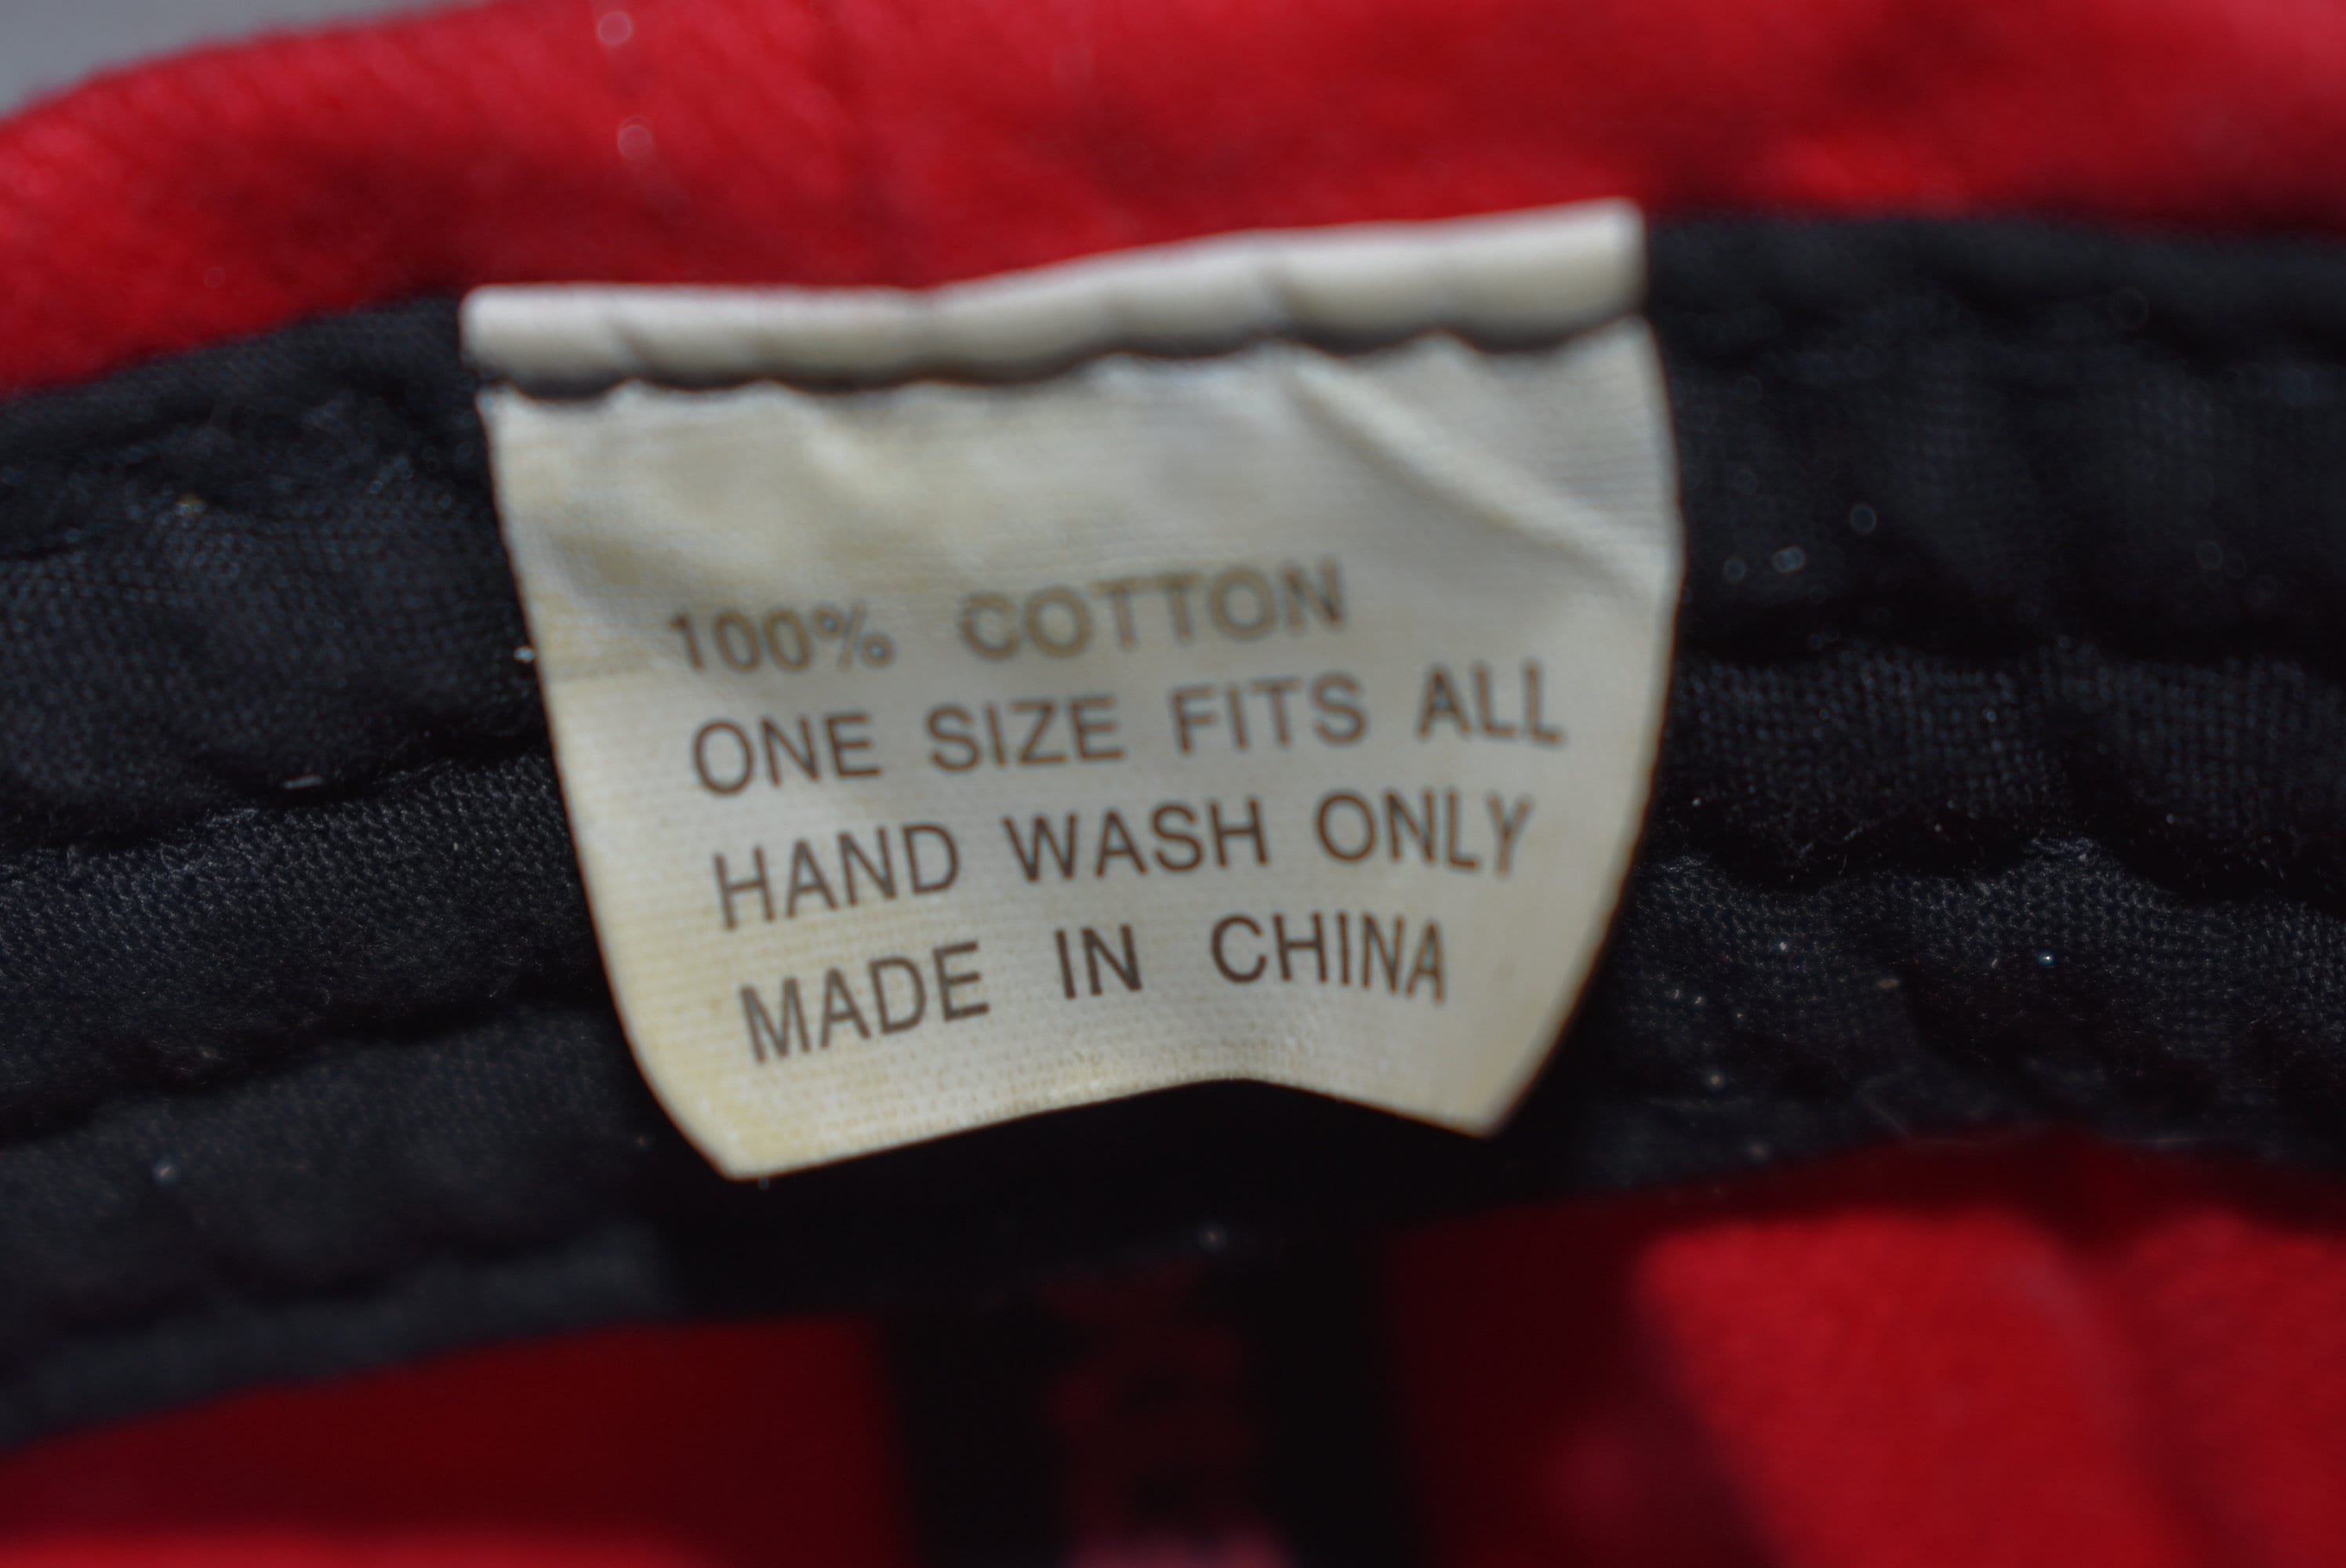 100% COTTON
ONE SIZE FITS ALL
HAND WASH ONLY
MADE IN CHINA